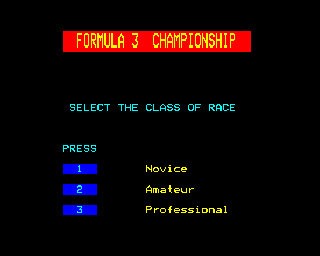 FORMULA 3 CHAMPIONSHIP
SELECT THE CLASS OF RACE
PRESS
1 Novice
2 Amateur
3 Professional